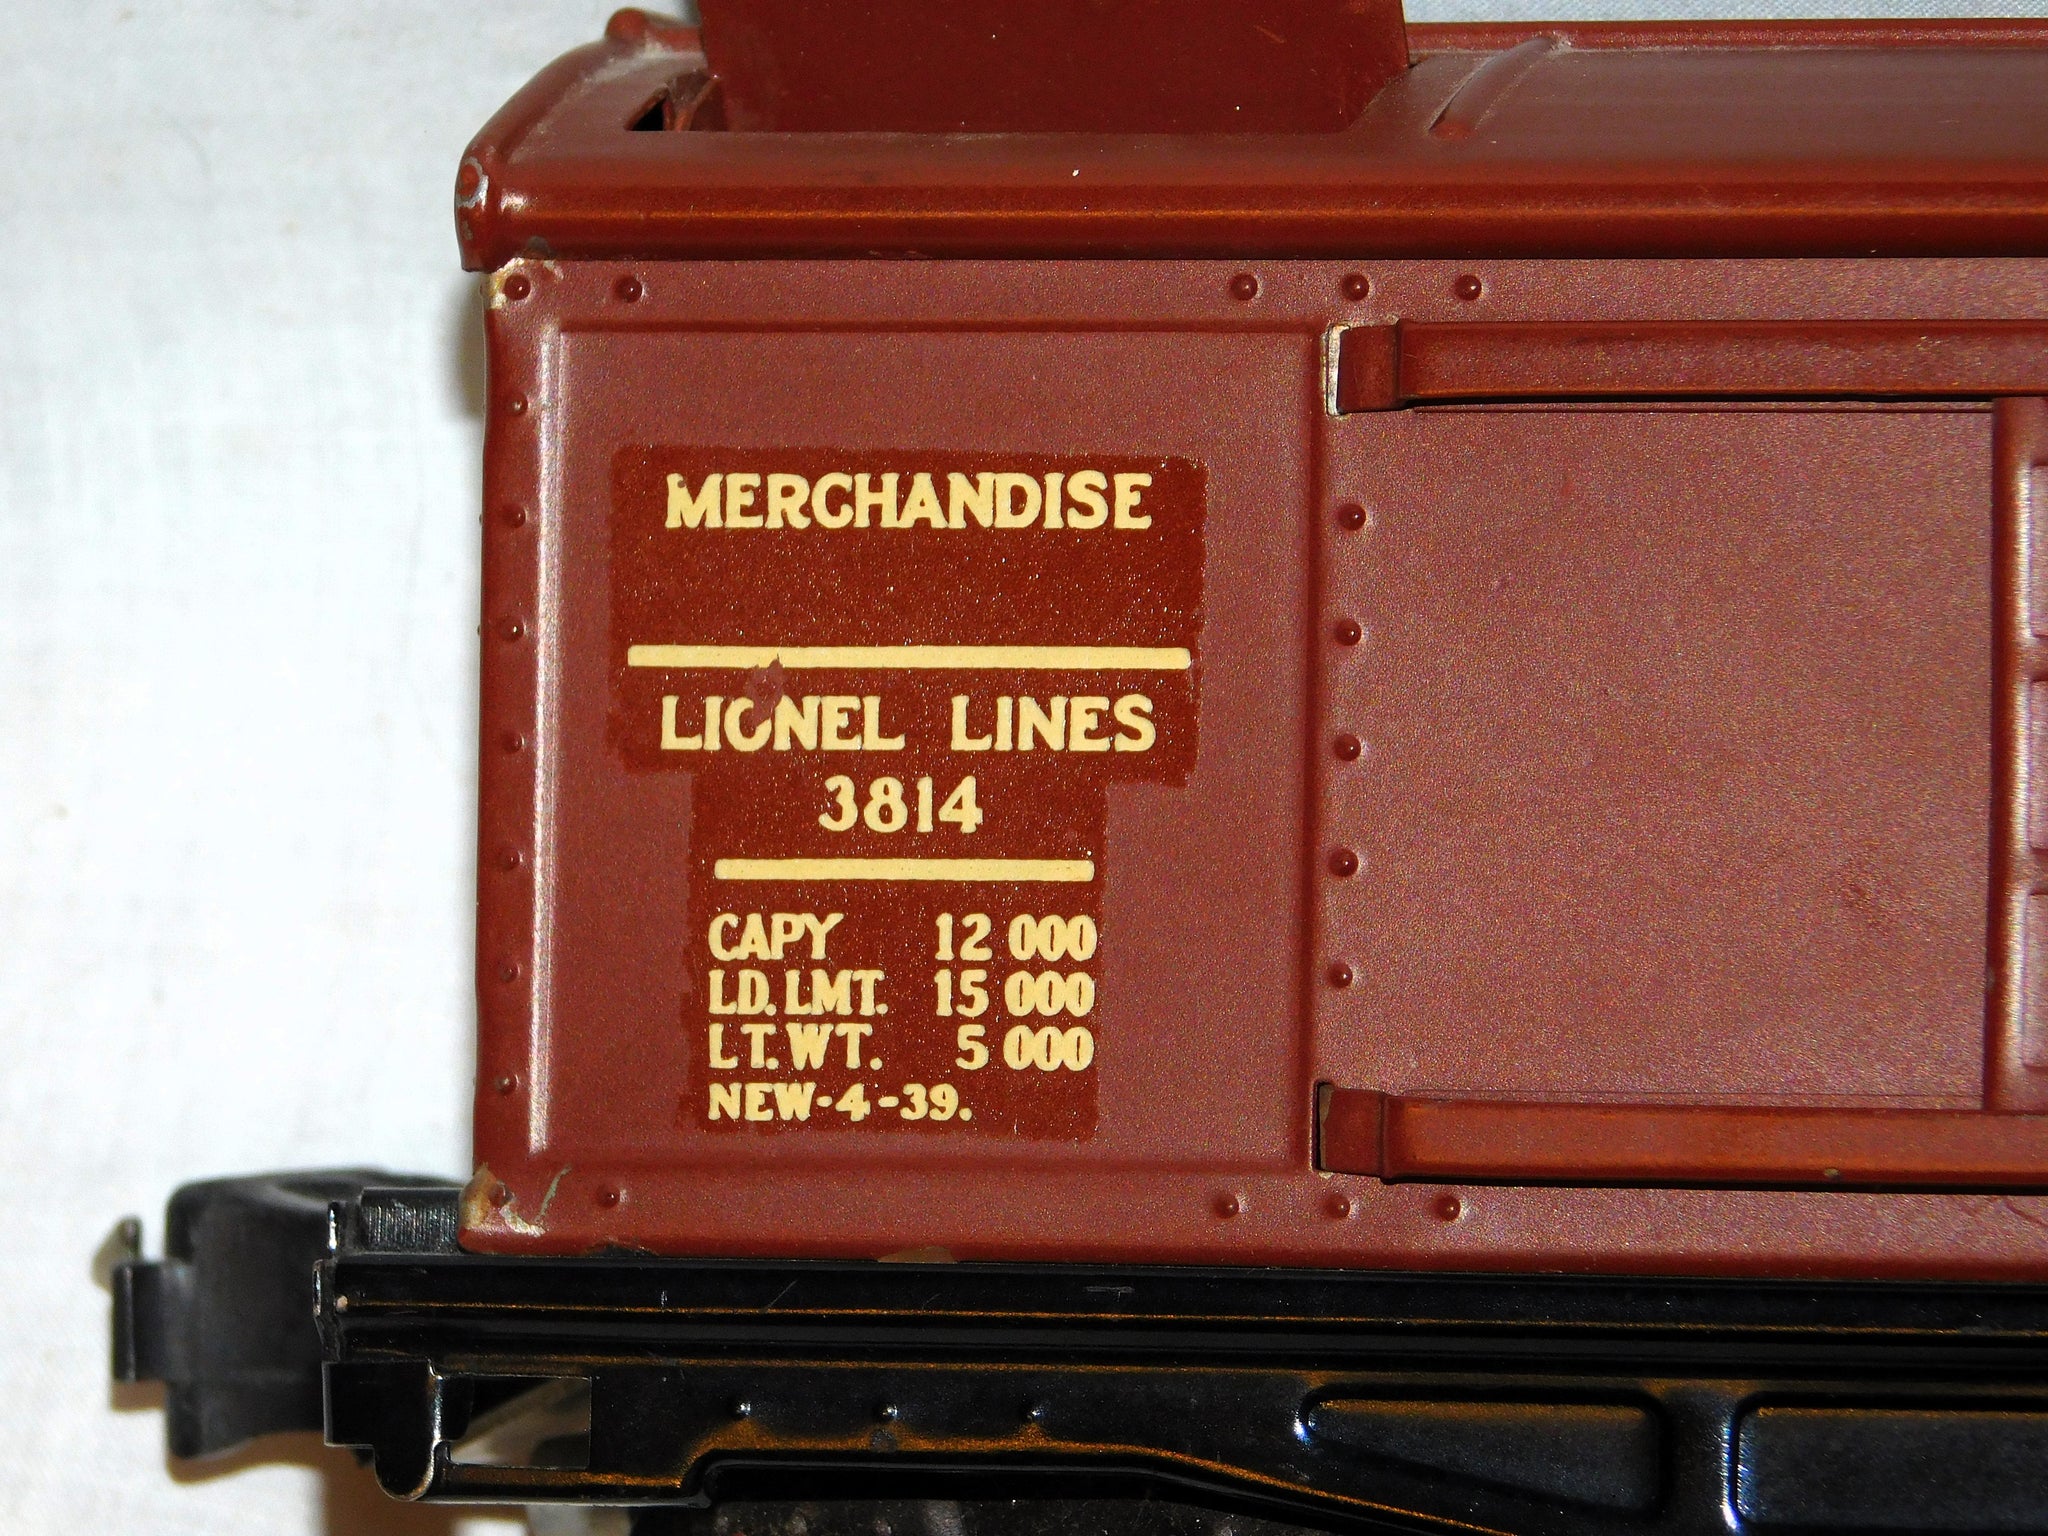 MERCHANDISE
LIONEL LINES
3814
CAPY 12 000
LD. LMT. 15 000
LT. WT. 5 000
NEW-4-39.